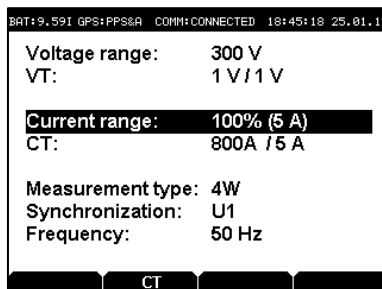 BAT:9.59I GPS:PPS&A COMM:CONNECTED 18:45:18 25.01.1
Voltage range: 300 V
VT: 1 V / 1 V
Current range: 100% (5 A)
CT: 800A / 5 A
Measurement type: 4W
Synchronization: U1
Frequency: 50 Hz
CT